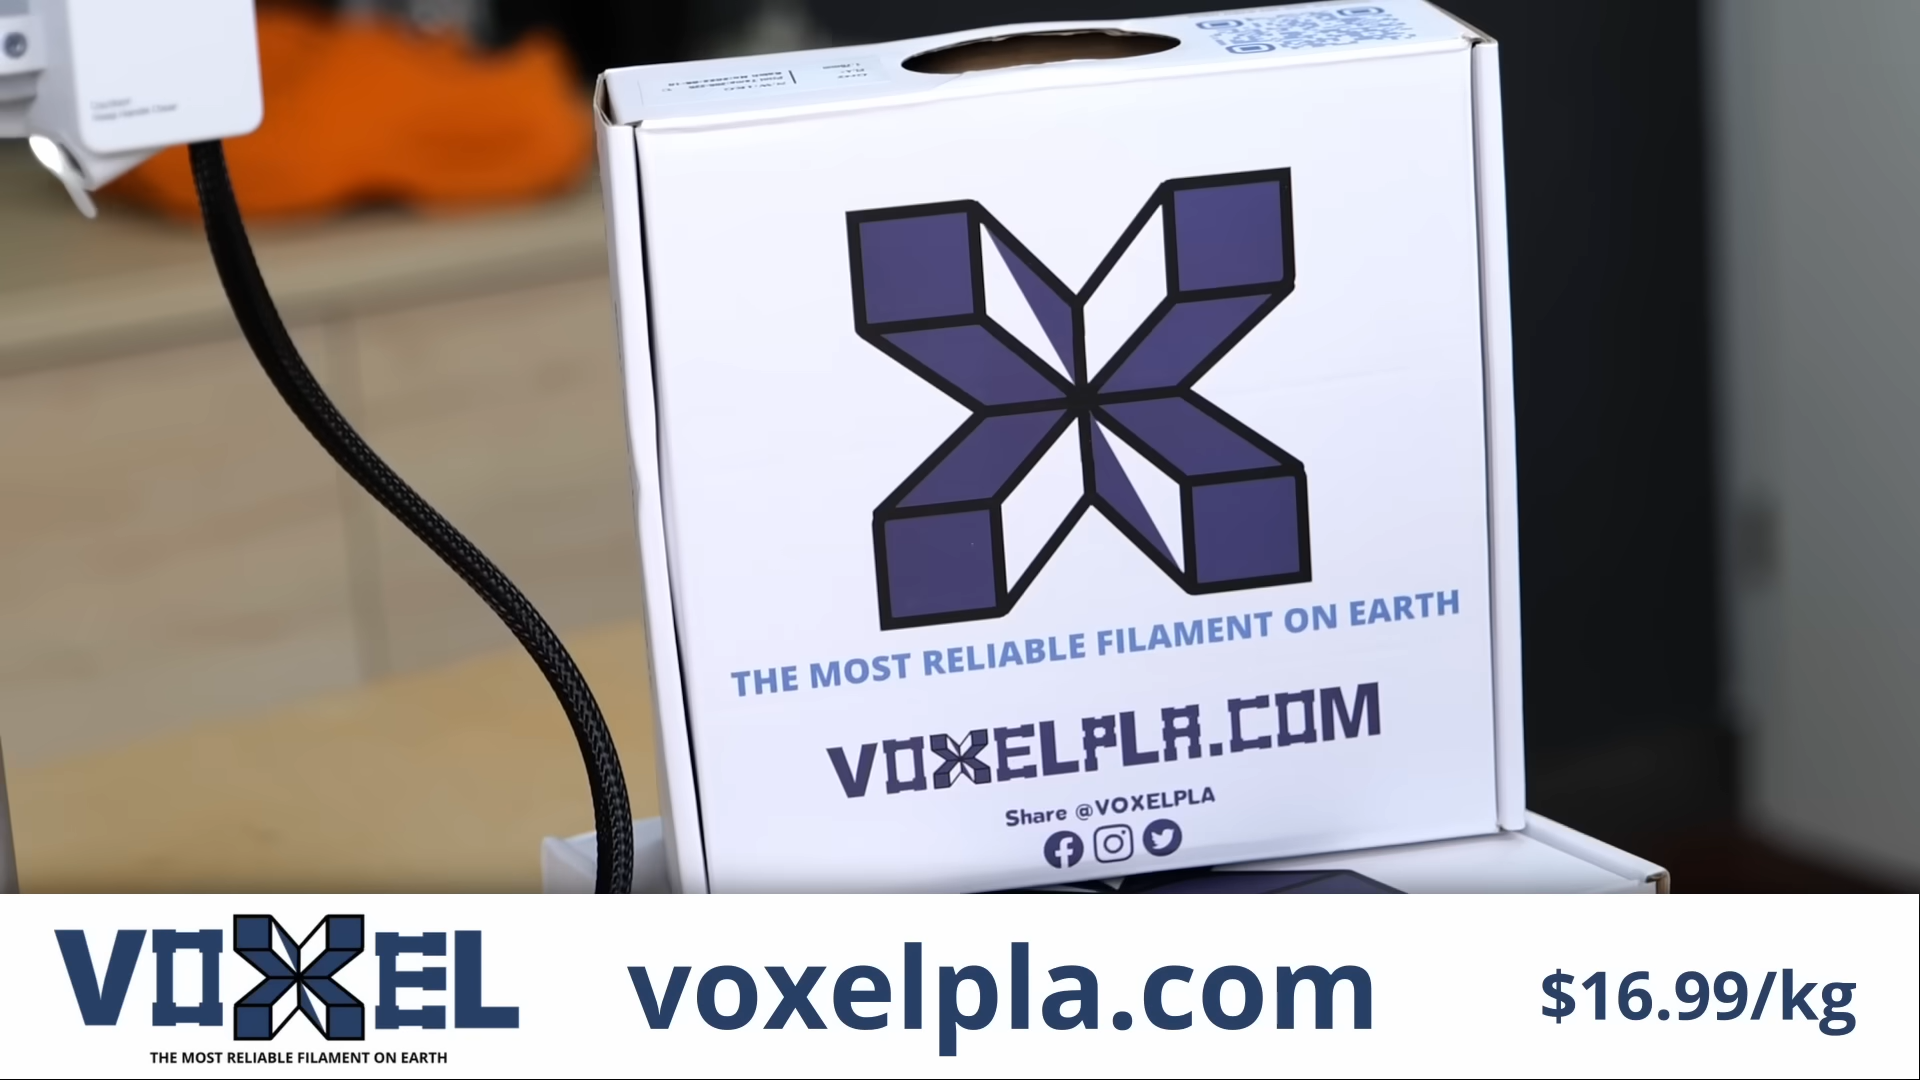 THE MOST RELIABLE FILAMENT ON EARTH
VOXELPLA.COM
Share @VOXELPLA
VOXEL
THE MOST RELIABLE FILAMENT ON EARTH
voxelpla.com
$16.99/kg